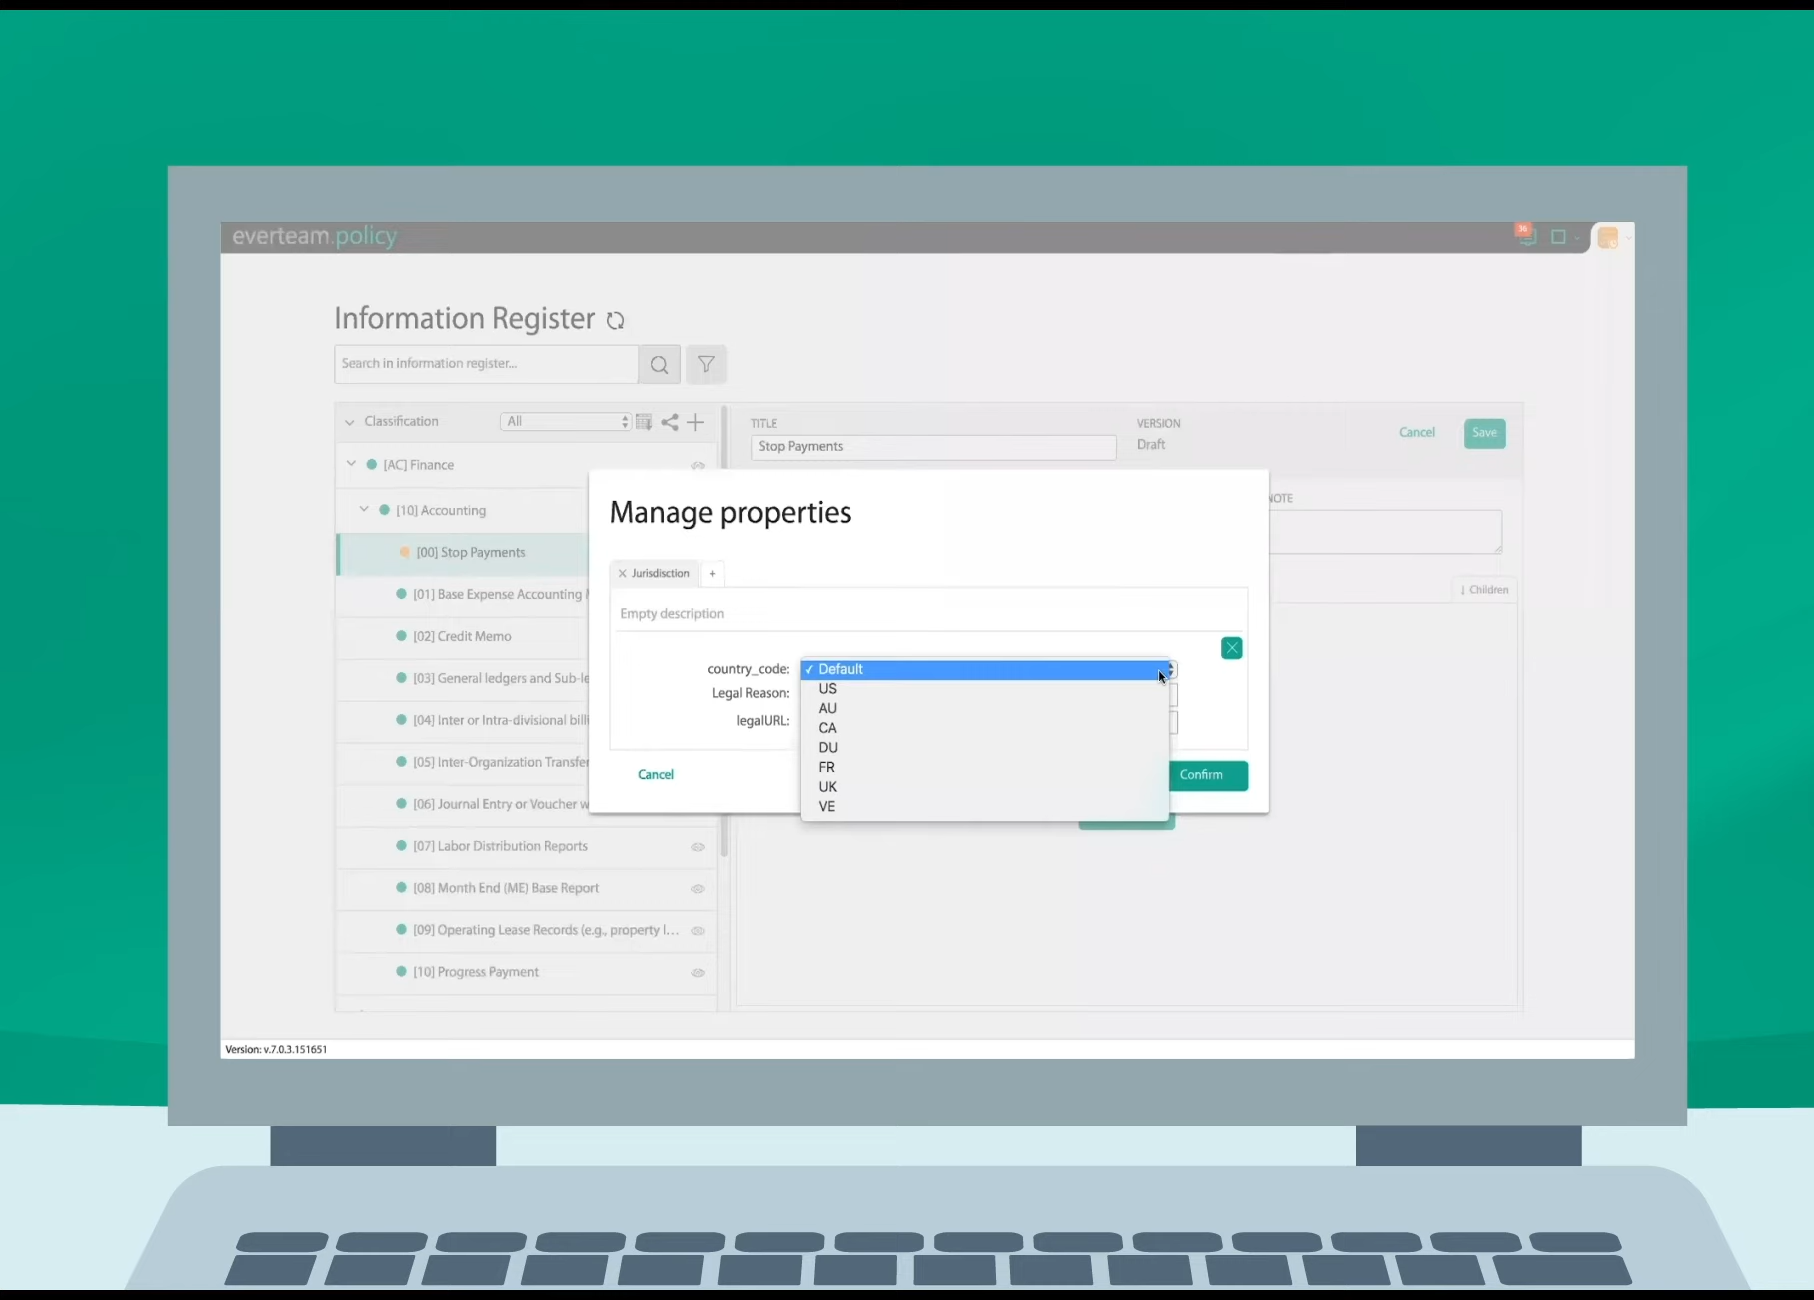 everteam.policy
36
Information Register
Search in information register...
Classification
All
[AC] Finance
[10] Accounting
[00] Stop Payments
[01] Base Expense Accounting
[02] Credit Memo
[03] General ledgers and Sub-le
[04] Inter or Intra-divisional bill
[05] Inter-Organization Transfer
[06] Journal Entry or Voucher w
[07] Labor Distribution Reports
[08] Month End (ME) Base Report
[09] Operating Lease Records (e.g., property l...
[10] Progress Payment
TITLE
Stop Payments
VERSION
Draft
Cancel
Save
NOTE
Children
Manage properties
Jurisdisction
+
Empty description
country_code:
Legal Reason:
legalURL:
✓ Default
US
AU
CA
DU
FR
UK
VE
Cancel
Confirm
Version: v.7.0.3.151651